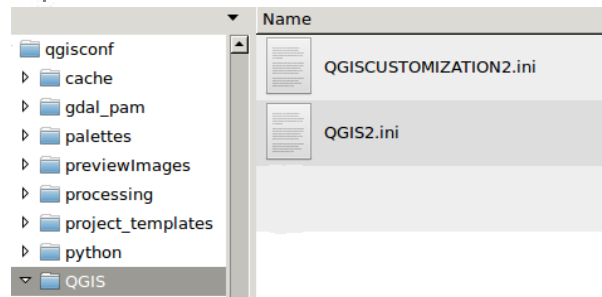 Name
qgisconf
cache
gdal_pam
palettes
previewImages
processing
project_templates
python
QGIS
QGISCUSTOMIZATION2.ini
QGIS2.ini